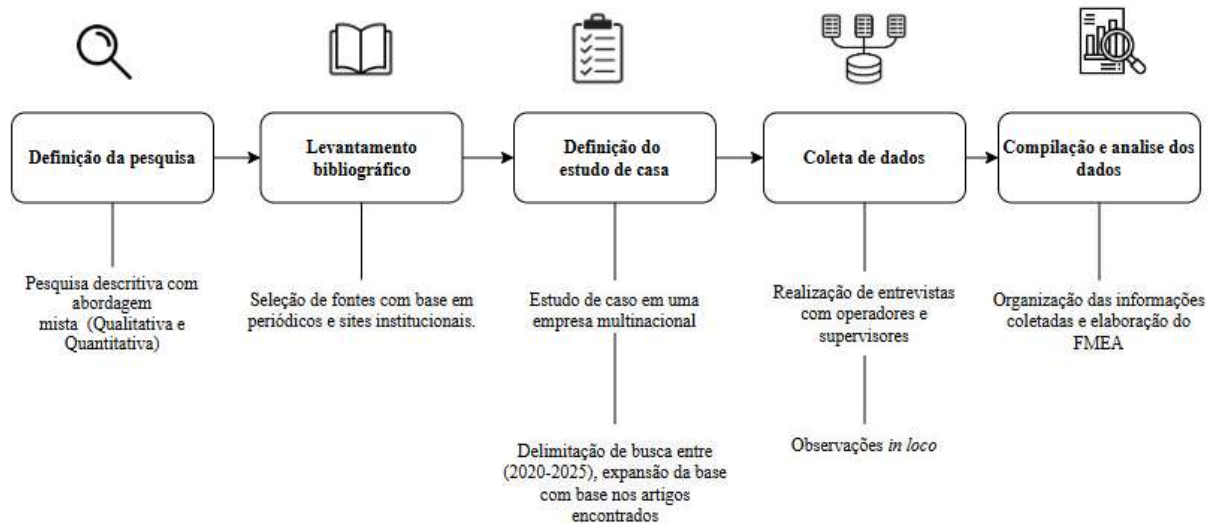 Definição da pesquisa
Levantamento
bibliográfico
Definição do
estudo de casa
Coleta de dados
Compilação e analise dos
dados
Pesquisa descritiva com
abordagem
mista (Qualitativa e
Quantitativa)
Seleção de fontes com base em
periódicos e sites institucionais.
Estudo de caso em uma
empresa multinacional
Realização de entrevistas
com operadores e
supervisores
Organização das informações
coletadas e elaboração do
FMEA
Delimitação de busca entre
(2020-2025), expansão da base
com base nos artigos
encontrados
Observações in loco